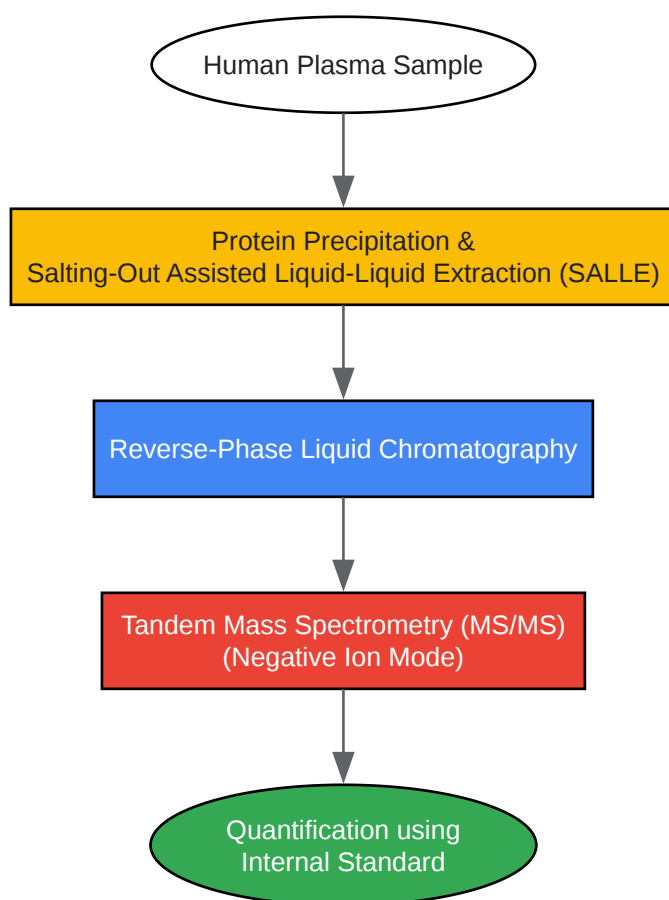 Human Plasma Sample
Protein Precipitation &
Salting-Out Assisted Liquid-Liquid Extraction (SALLE)
Reverse-Phase Liquid Chromatography
Tandem Mass Spectrometry (MS/MS)
(Negative Ion Mode)
Quantification using
Internal Standard